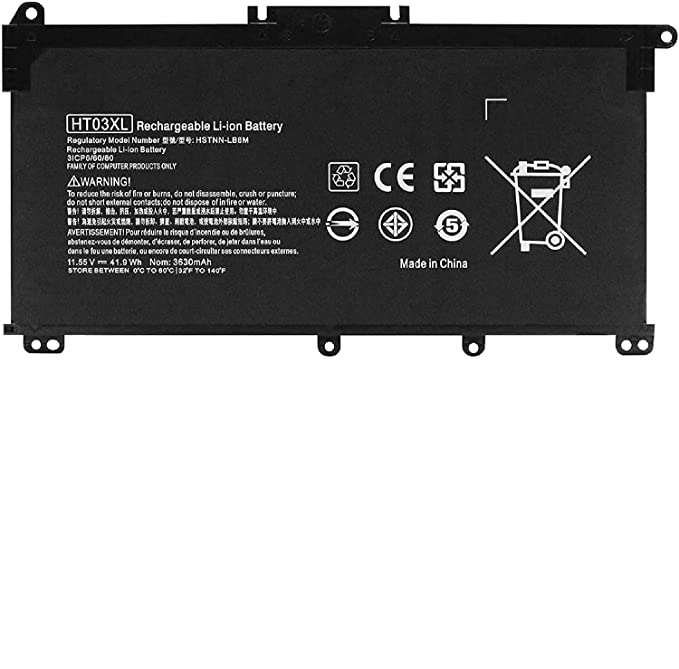 HT03XL Rechargeable Li-ion Battery
Regulatory Model Number 型號/型号: HSTNN-LB8M
Rechargeable Li-ion Battery
3ICP6/60/80
FAMILY OF COMPUTER PRODUCTS ONLY
⚠WARNING!
To reduce the risk of fire or burns, do not disassemble, crush or puncture;
do not short external contacts;do not dispose of in fire or water.
AVERTISSEMENT! Pour réduire le risque d'incendie ou de brûlures,
abstenez-vous de démonter, d'écraser, de perforer, de jeter dans l'eau ou
dans le feu une batterie, ou encore de court-circuiter ses connecteurs externes
11.55 V ⎓ 41.9 Wh Nom: 3630mAh
STORE BETWEEN 0°C TO 60°C | 32°F TO 140°F
CE
5
Made in China